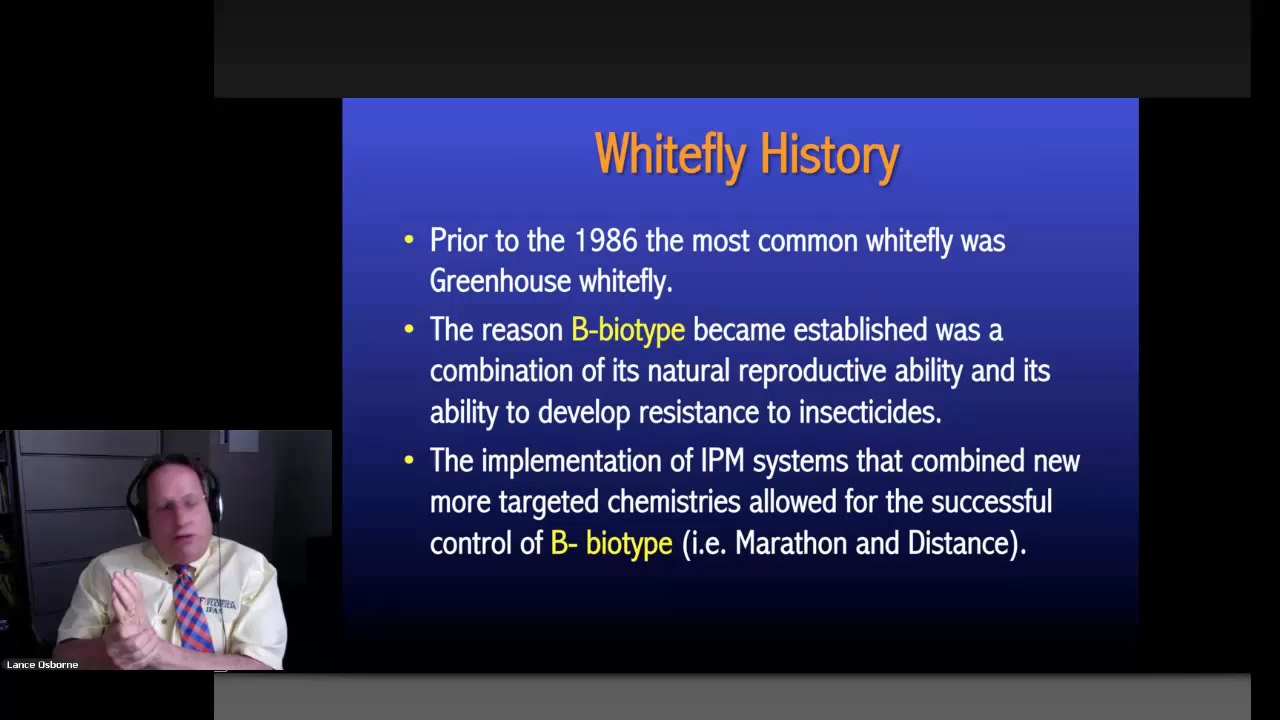 Whitefly History
• Prior to the 1986 the most common whitefly was
Greenhouse whitefly.
• The reason B-biotype became established was a
combination of its natural reproductive ability and its
ability to develop resistance to insecticides.
• The implementation of IPM systems that combined new
more targeted chemistries allowed for the successful
control of B- biotype (i.e. Marathon and Distance).
FLORIDA
IFAS
Lance Osborne